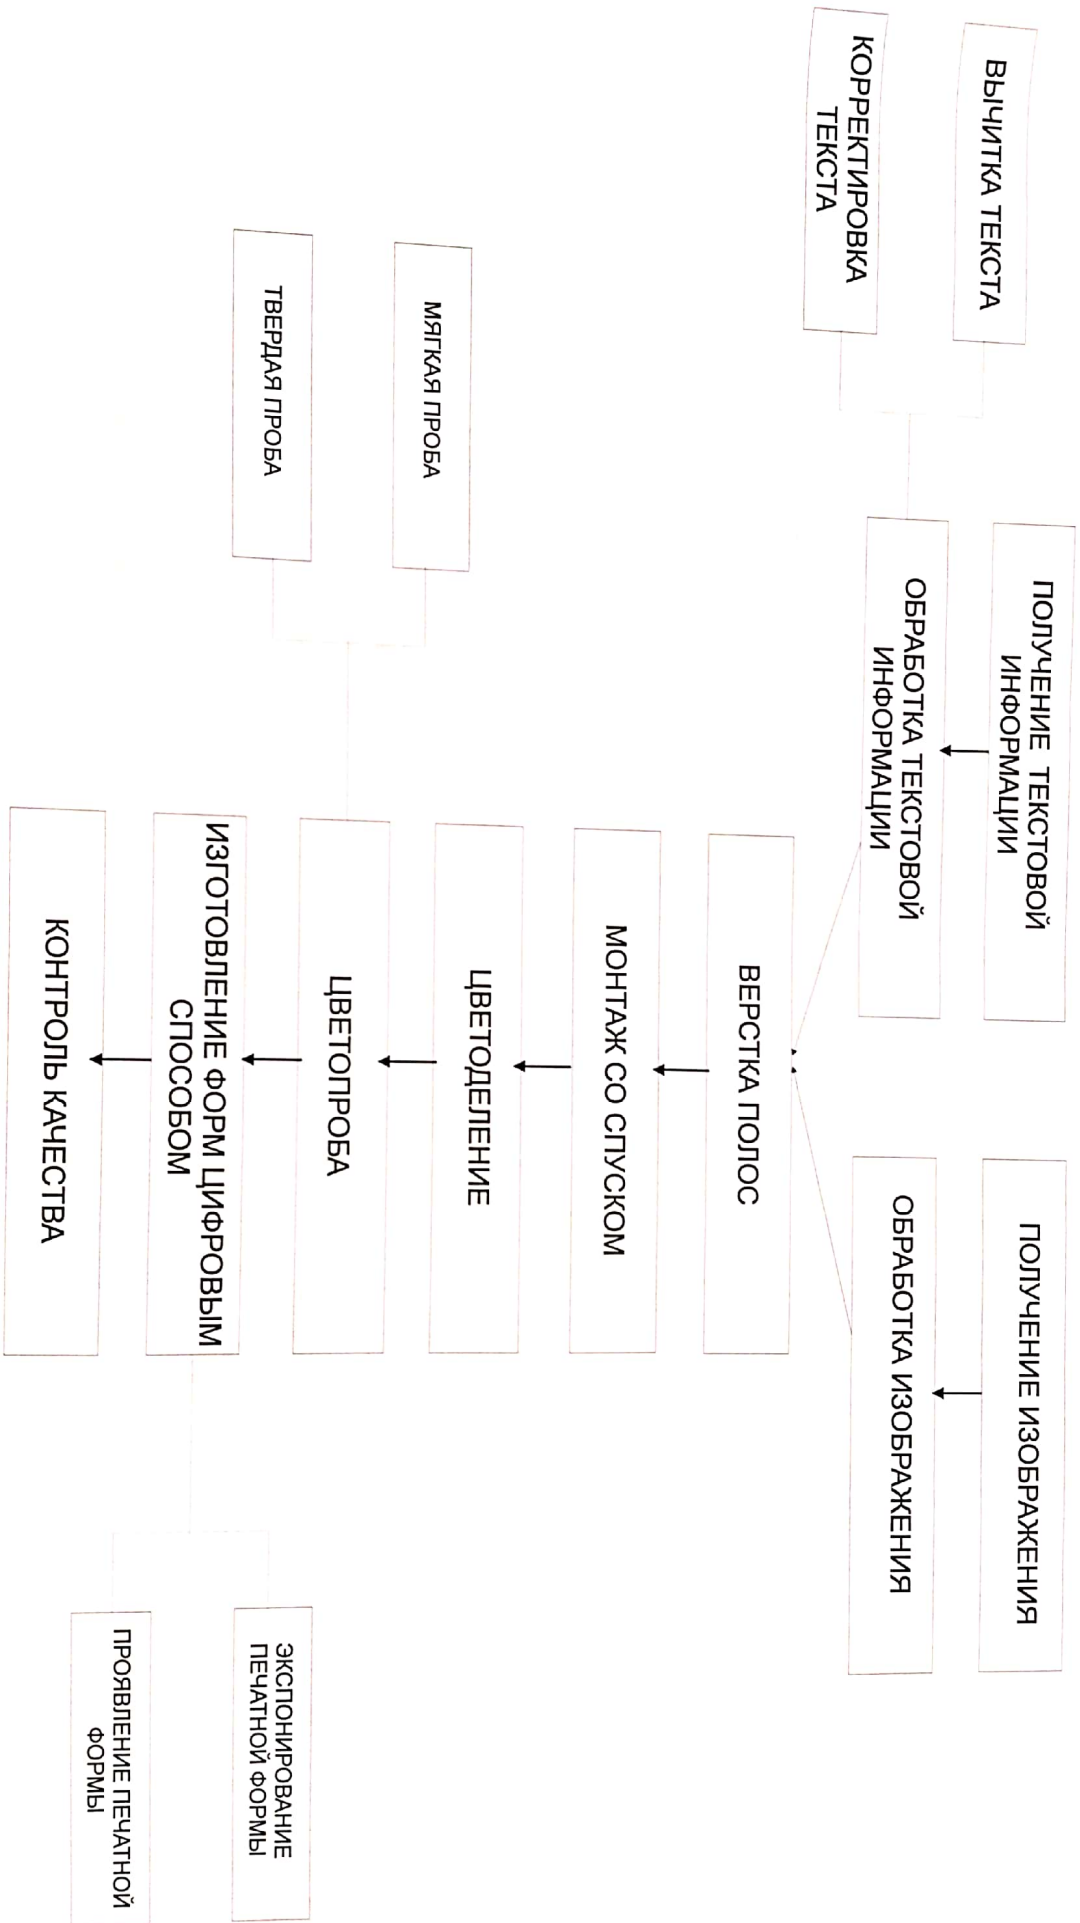 ПОЛУЧЕНИЕ ТЕКСТОВОЙ
ИНФОРМАЦИИ
ПОЛУЧЕНИЕ ИЗОБРАЖЕНИЯ
ВЫЧИТКА ТЕКСТА
КОРРЕКТИРОВКА
ТЕКСТА
ОБРАБОТКА ТЕКСТОВОЙ
ИНФОРМАЦИИ
ОБРАБОТКА ИЗОБРАЖЕНИЯ
ВЕРСТКА ПОЛОС
МОНТАЖ СО СПУСКОМ
ЦВЕТОДЕЛЕНИЕ
МЯГКАЯ ПРОБА
ТВЕРДАЯ ПРОБА
ЦВЕТОПРОБА
ИЗГОТОВЛЕНИЕ ФОРМ ЦИФРОВЫМ
СПОСОБОМ
ЭКСПОНИРОВАНИЕ
ПЕЧАТНОЙ ФОРМЫ
ПРОЯВЛЕНИЕ ПЕЧАТНОЙ
ФОРМЫ
КОНТРОЛЬ КАЧЕСТВА